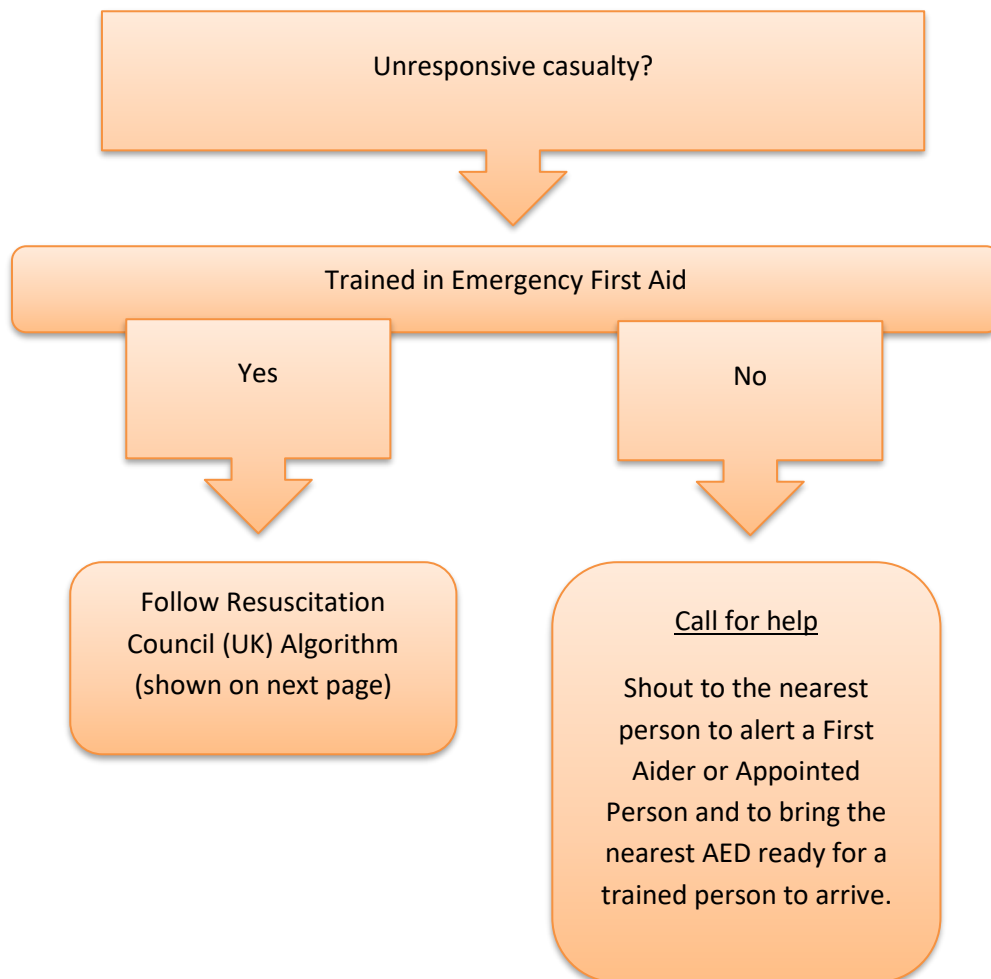 Unresponsive casualty?
Trained in Emergency First Aid
Yes
No
Follow Resuscitation
Council (UK) Algorithm
(shown on next page)
Call for help
Shout to the nearest
person to alert a First
Aider or Appointed
Person and to bring the
nearest AED ready for a
trained person to arrive.